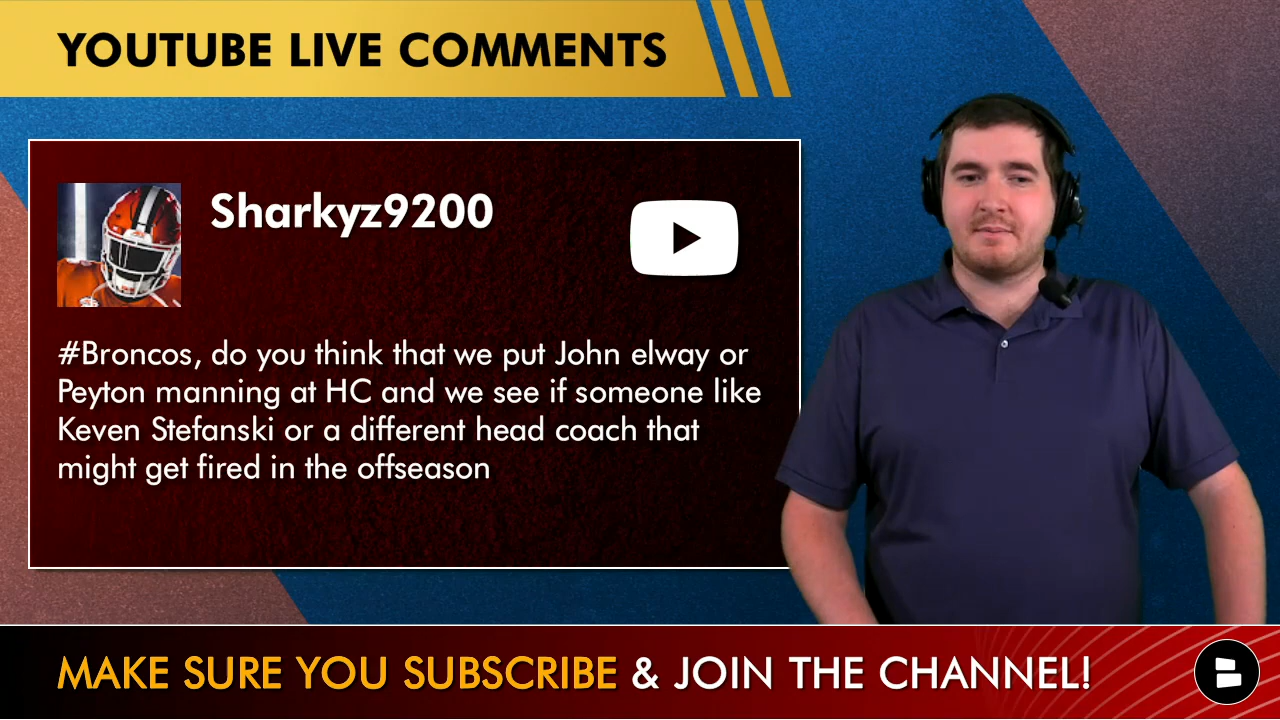 YOUTUBE LIVE COMMENTS
Sharkyz9200
#Broncos, do you think that we put John elway or
Peyton manning at HC and we see if someone like
Keven Stefanski or a different head coach that
might get fired in the offseason
MAKE SURE YOU SUBSCRIBE & JOIN THE CHANNEL!